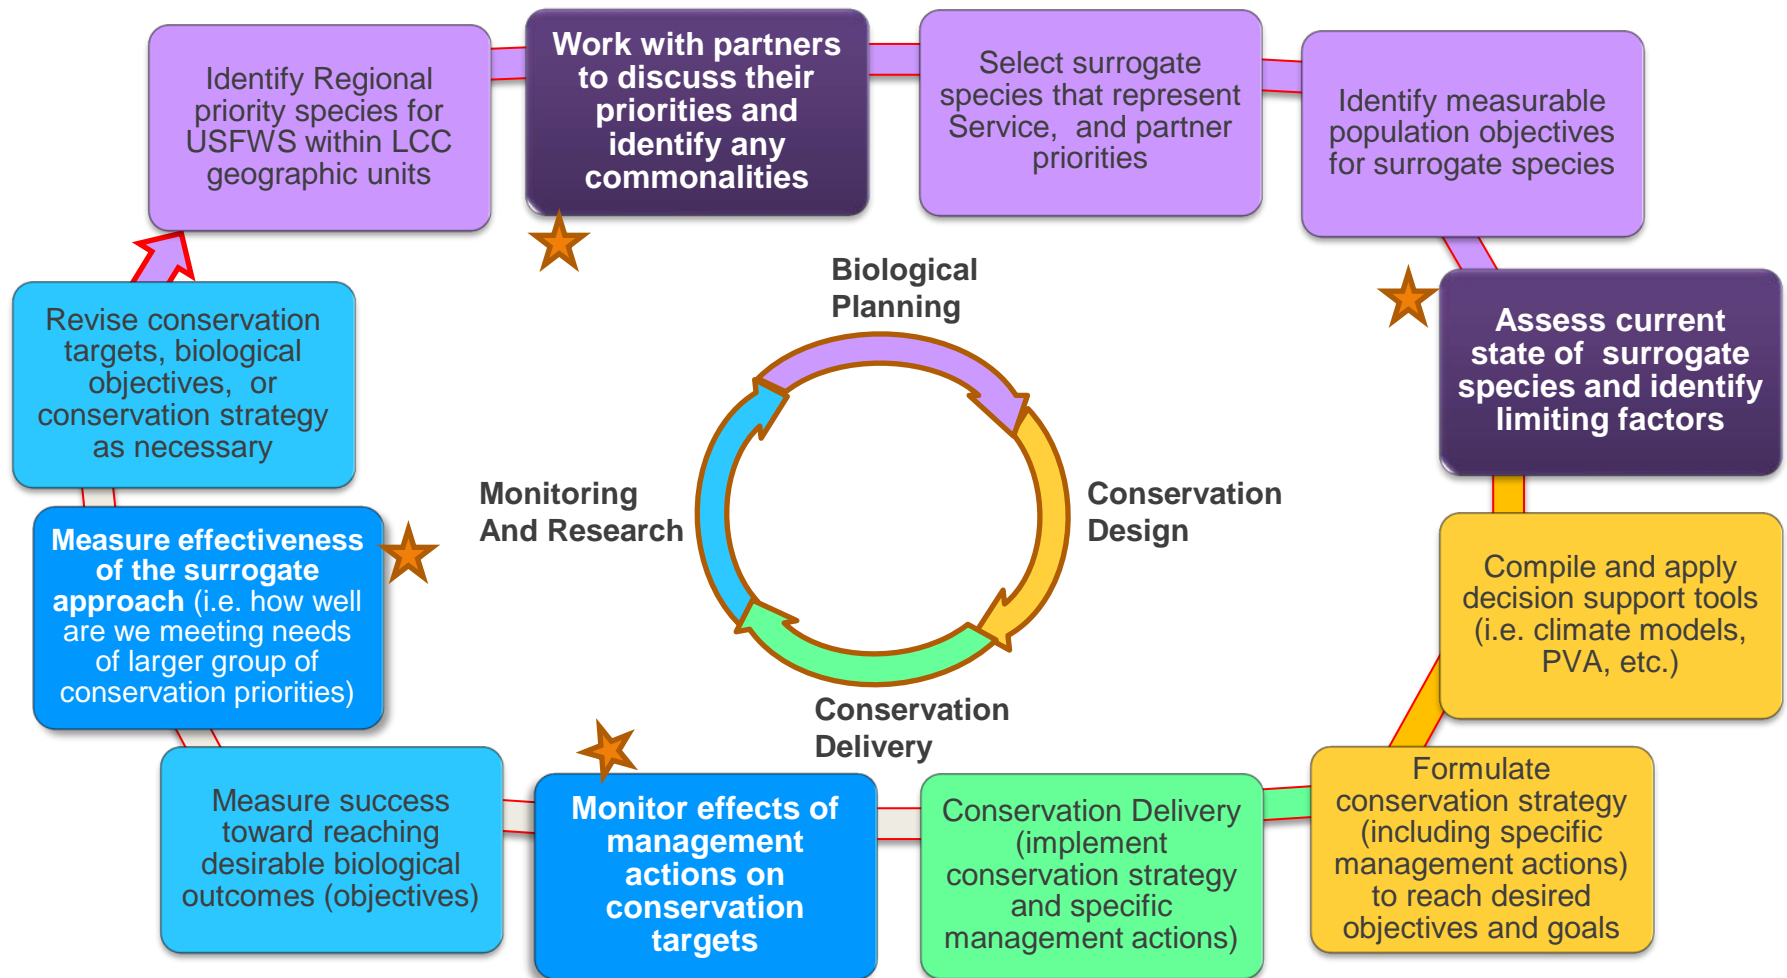 Identify Regional
priority species for
USFWS within LCC
geographic units
Work with partners
to discuss their
priorities and
identify any
commonalities
Select surrogate
species that represent
Service, and partner
priorities
Identify measurable
population objectives
for surrogate species
Assess current
state of surrogate
species and identify
limiting factors
Compile and apply
decision support tools
(i.e. climate models,
PVA, etc.)
Formulate
conservation strategy
(including specific
management actions)
to reach desired
objectives and goals
Conservation Delivery
(implement
conservation strategy
and specific
management actions)
Monitor effects of
management
actions on
conservation
targets
Measure success
toward reaching
desirable biological
outcomes (objectives)
Measure effectiveness
of the surrogate
approach (i.e. how well
are we meeting needs
of larger group of
conservation priorities)
Revise conservation
targets, biological
objectives, or
conservation strategy
as necessary
Biological
Planning
Conservation
Design
Conservation
Delivery
Monitoring
And Research